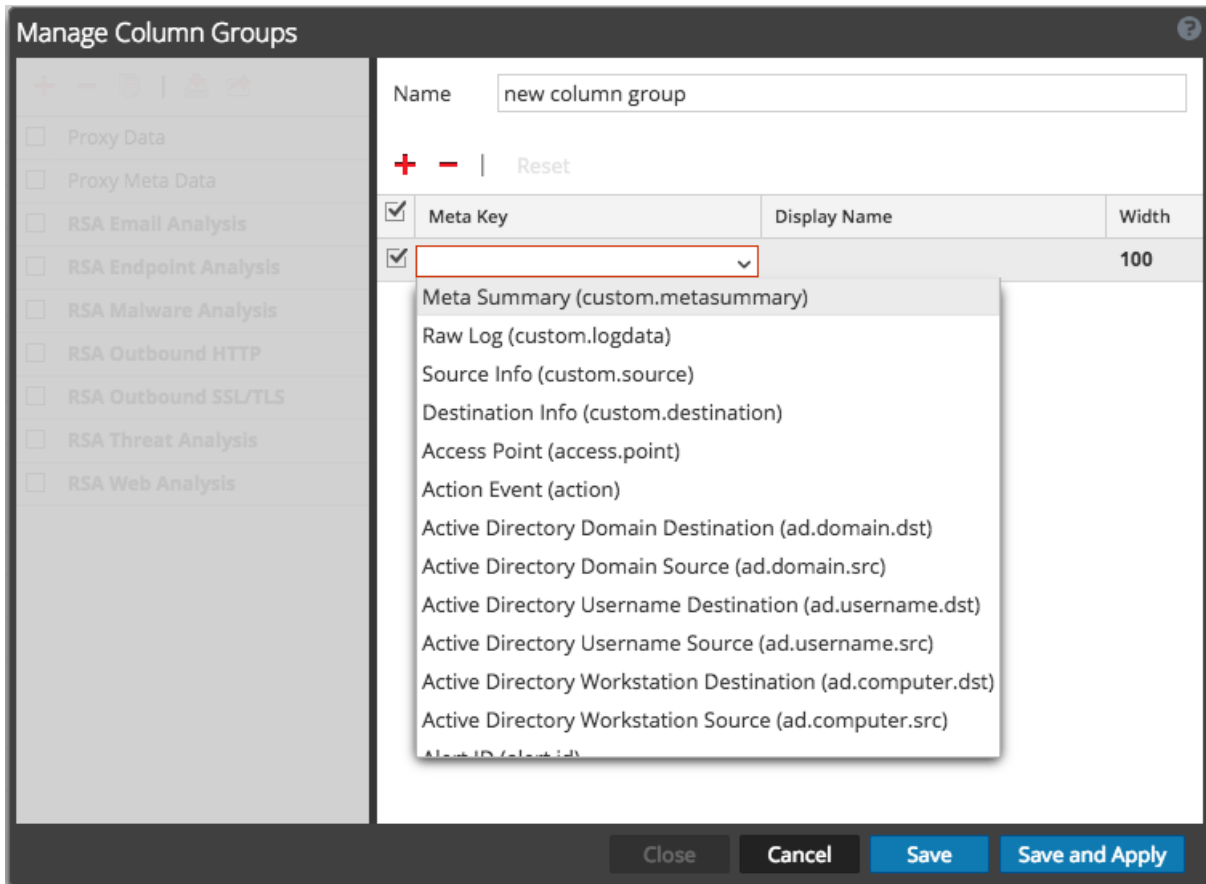 Manage Column Groups
Name new column group
Reset
Meta Key Display Name Width
100
Proxy Data
Proxy Meta Data
RSA Email Analysis
RSA Endpoint Analysis
RSA Malware Analysis
RSA Outbound HTTP
RSA Outbound SSL/TLS
RSA Threat Analysis
RSA Web Analysis
Meta Summary (custom.metasummary)
Raw Log (custom.logdata)
Source Info (custom.source)
Destination Info (custom.destination)
Access Point (access.point)
Action Event (action)
Active Directory Domain Destination (ad.domain.dst)
Active Directory Domain Source (ad.domain.src)
Active Directory Username Destination (ad.username.dst)
Active Directory Username Source (ad.username.src)
Active Directory Workstation Destination (ad.computer.dst)
Active Directory Workstation Source (ad.computer.src)
Alert ID (alert.id)
Close Cancel Save Save and Apply